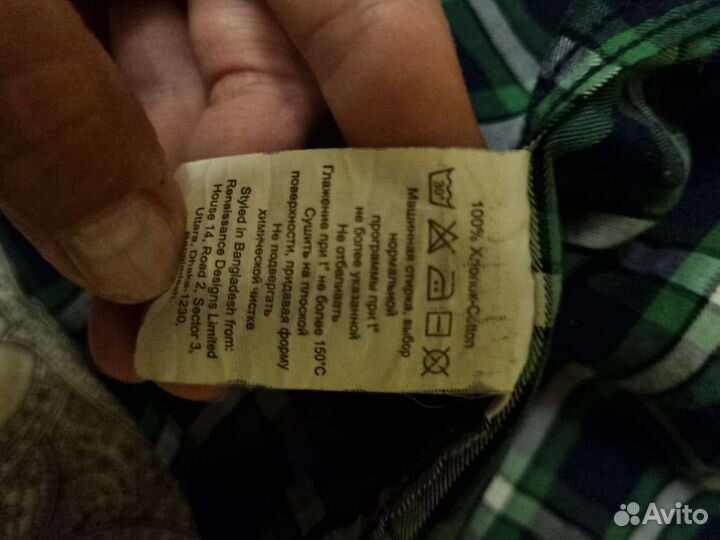 100% Хлопок-Cotton
30°
Машинная стирка, выбор
нормальной
программы при t°
не более указанной
Не отбеливать
Глажение при t° не более 150°C
Сушить на плоской
поверхности, придавая форму
Не подвергать
химической чистке
Styled in Bangladesh from:
Renaissance Designs Limited
House 14, Road 2, Sector 3,
Uttara, Dhaka-1230,
Avito